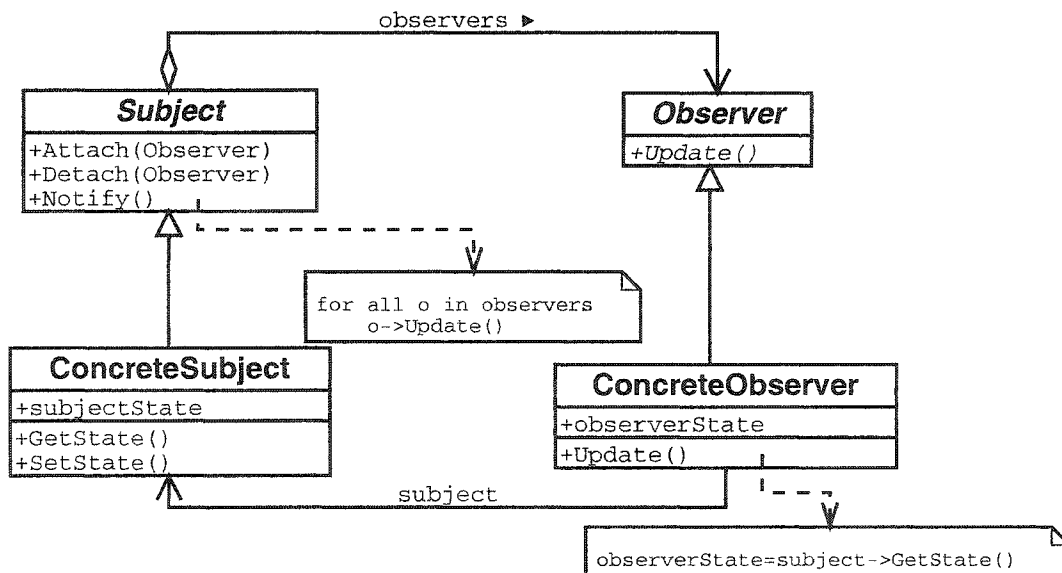 observers ▶
Subject
+Attach(Observer)
+Detach(Observer)
+Notify()
Observer
+Update()
for all o in observers
o->Update()
ConcreteSubject
+subjectState
+GetState()
+SetState()
ConcreteObserver
+observerState
+Update()
subject
observerState=subject->GetState()